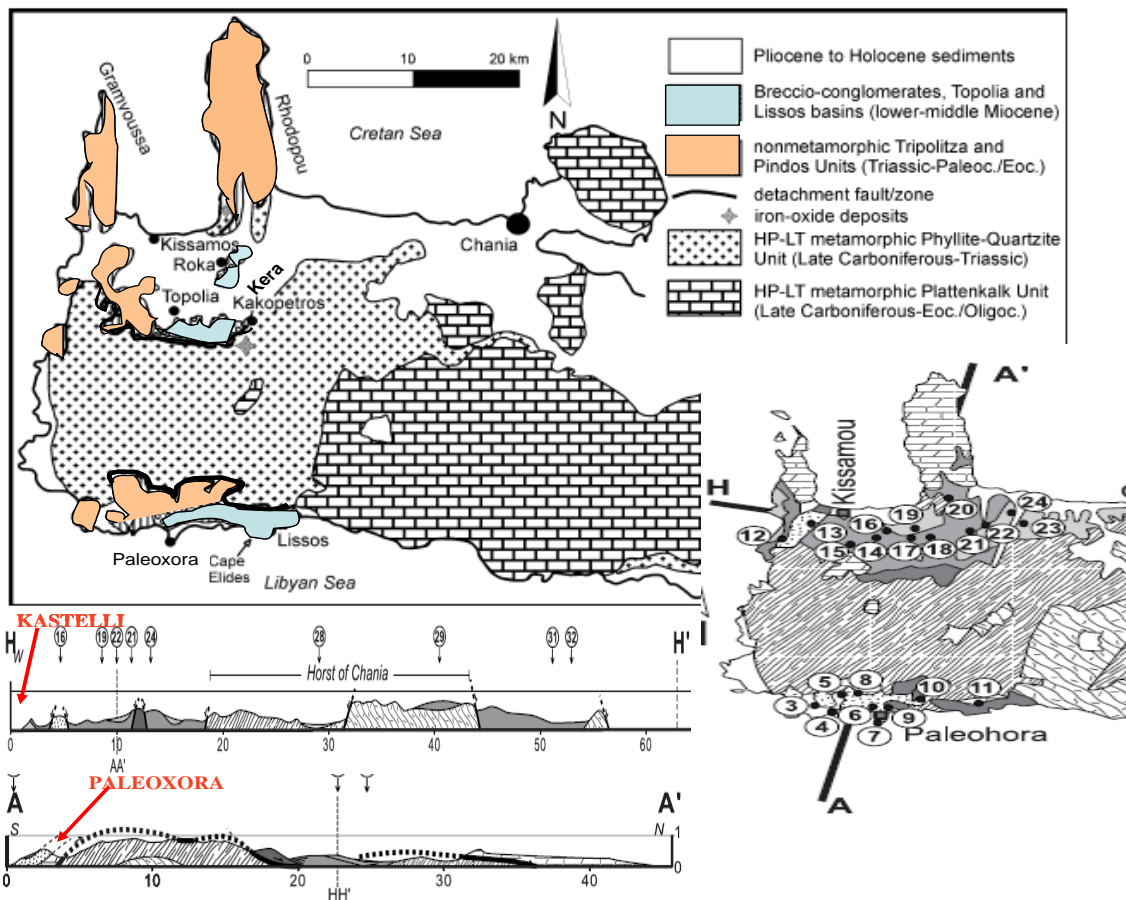 0
10
20 km
N
Gramvoussa
Rhodopou
Cretan Sea
Kissamos
Roka
Kera
Topolia
Kakopetros
Chania
Paleoxora
Cape
Elides
Lissos
Libyan Sea
Pliocene to Holocene sediments
Breccio-conglomerates, Topolia and
Lissos basins (lower-middle Miocene)
nonmetamorphic Tripolitza and
Pindos Units (Triassic-Paleoc./Eoc.)
detachment fault/zone
iron-oxide deposits
HP-LT metamorphic Phyllite-Quartzite
Unit (Late Carboniferous-Triassic)
HP-LT metamorphic Plattenkalk Unit
(Late Carboniferous-Eoc./Oligoc.)
A'
H
Kissamou
12
13
15
16
14
19
17
18
20
21
22
24
23
5
8
3
4
6
7
9
10
11
Paleohora
A
KASTELLI
H
W
16
19
22
21
24
28
29
31
32
H'
Horst of Chania
0
10
20
30
40
50
60
AA'
PALEOXORA
A
S
A'
N
1
0
0
10
20
30
40
HH'